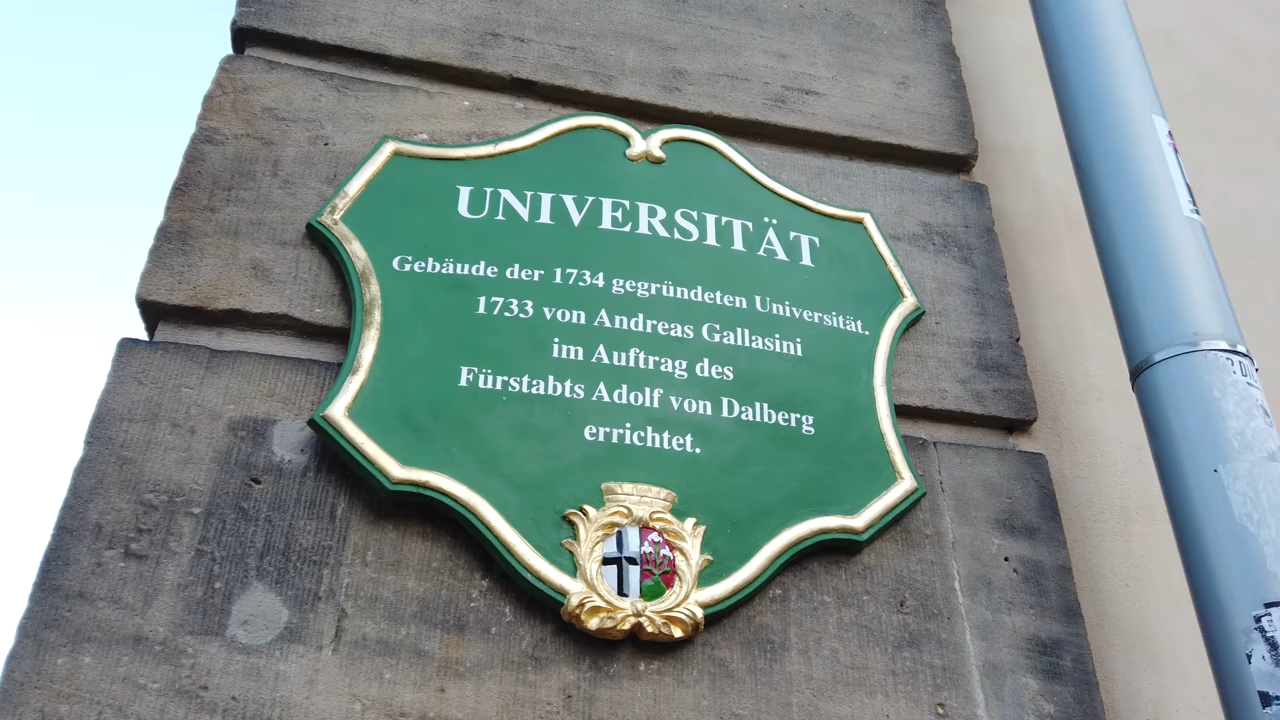 UNIVERSITÄT
Gebäude der 1734 gegründeten Universität.
1733 von Andreas Gallasini
im Auftrag des
Fürstabts Adolf von Dalberg
errichtet.